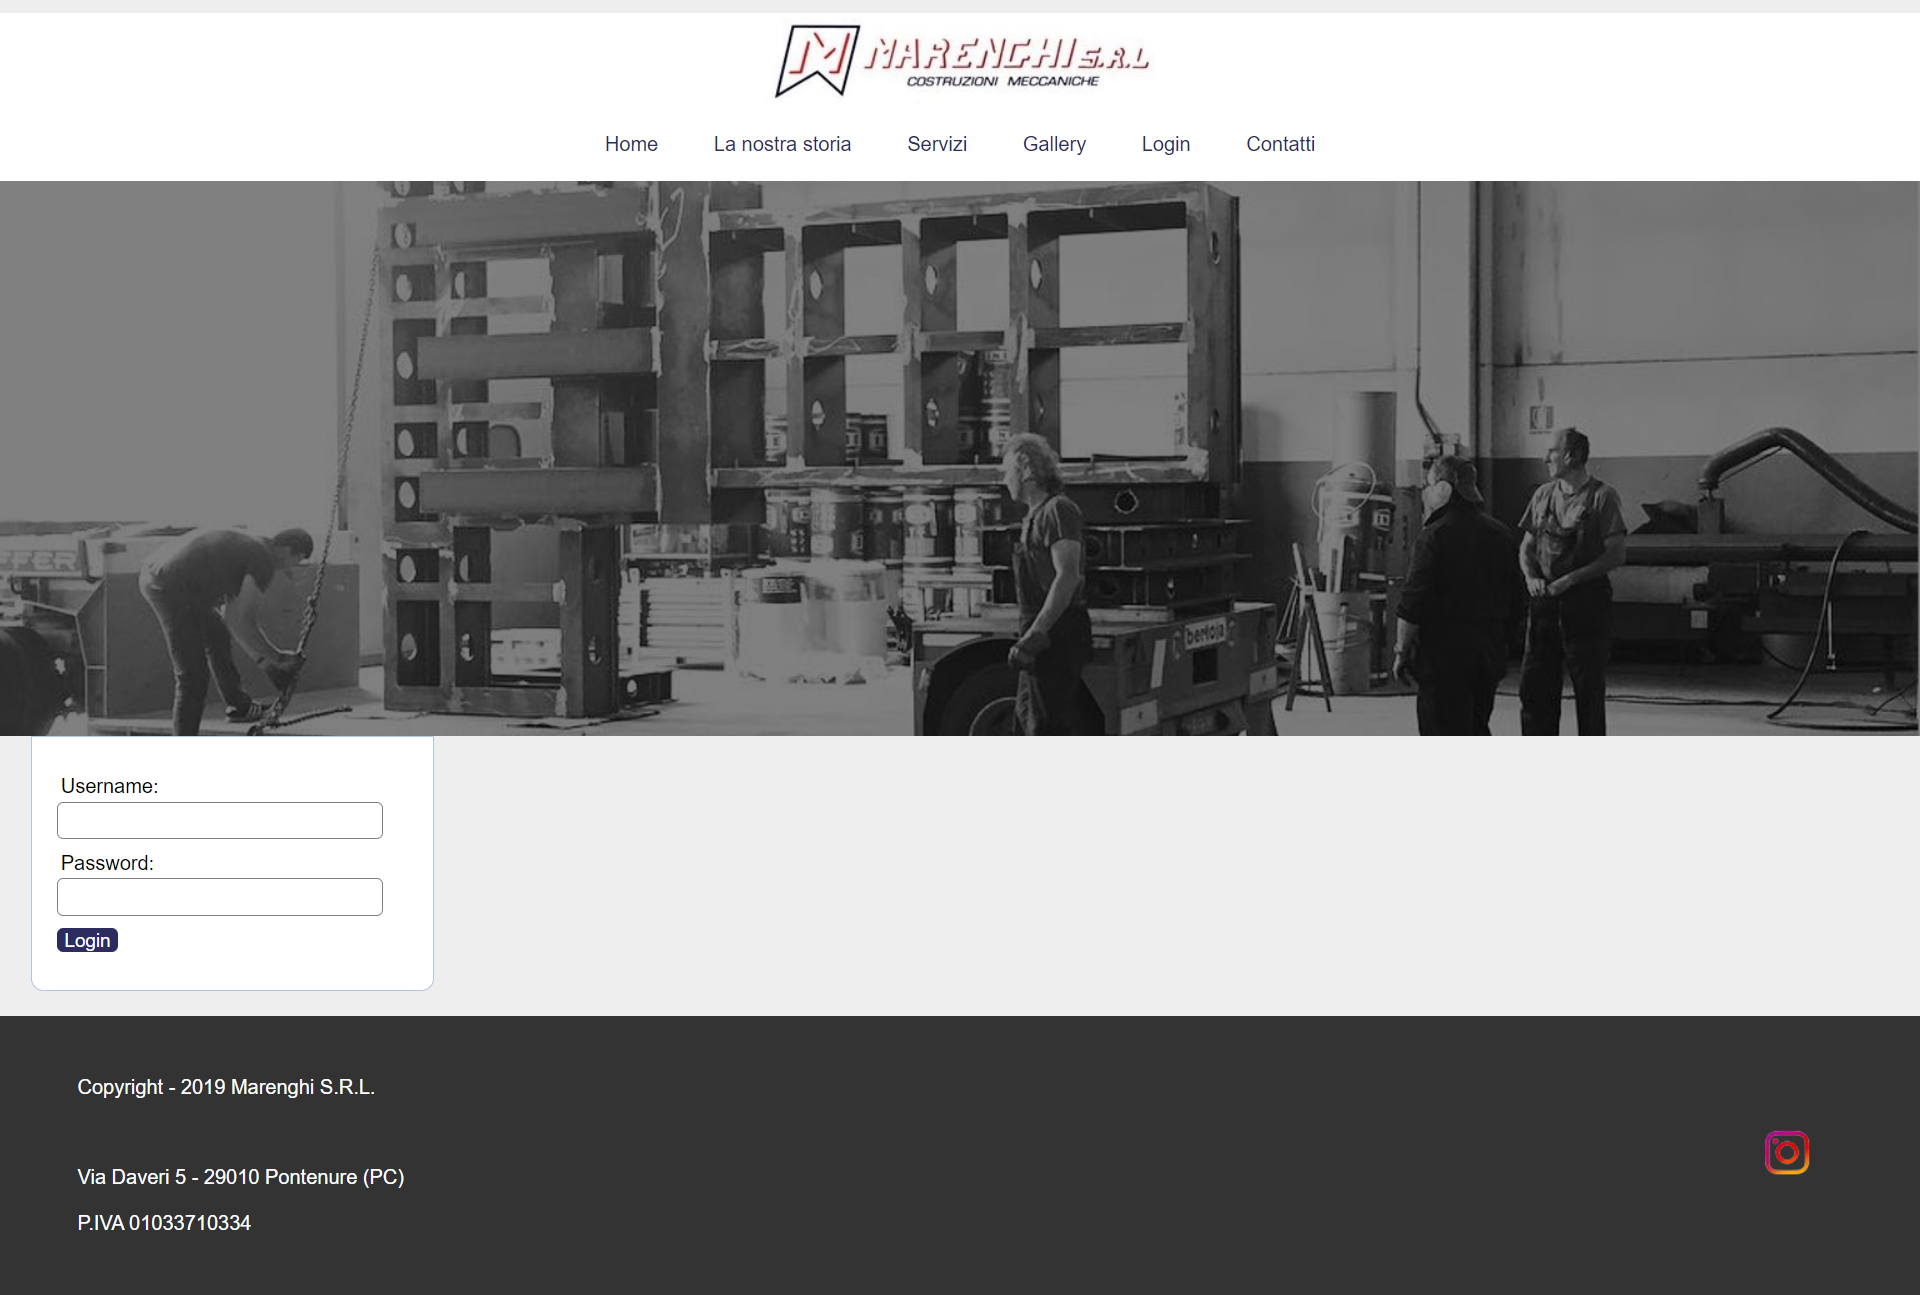 MARENGHI S.R.L
COSTRUZIONI MECCANICHE
Home La nostra storia Servizi Gallery Login Contatti
bertoja
Username:
Password:
Login
Copyright - 2019 Marenghi S.R.L.
Via Daveri 5 - 29010 Pontenure (PC)
P.IVA 01033710334